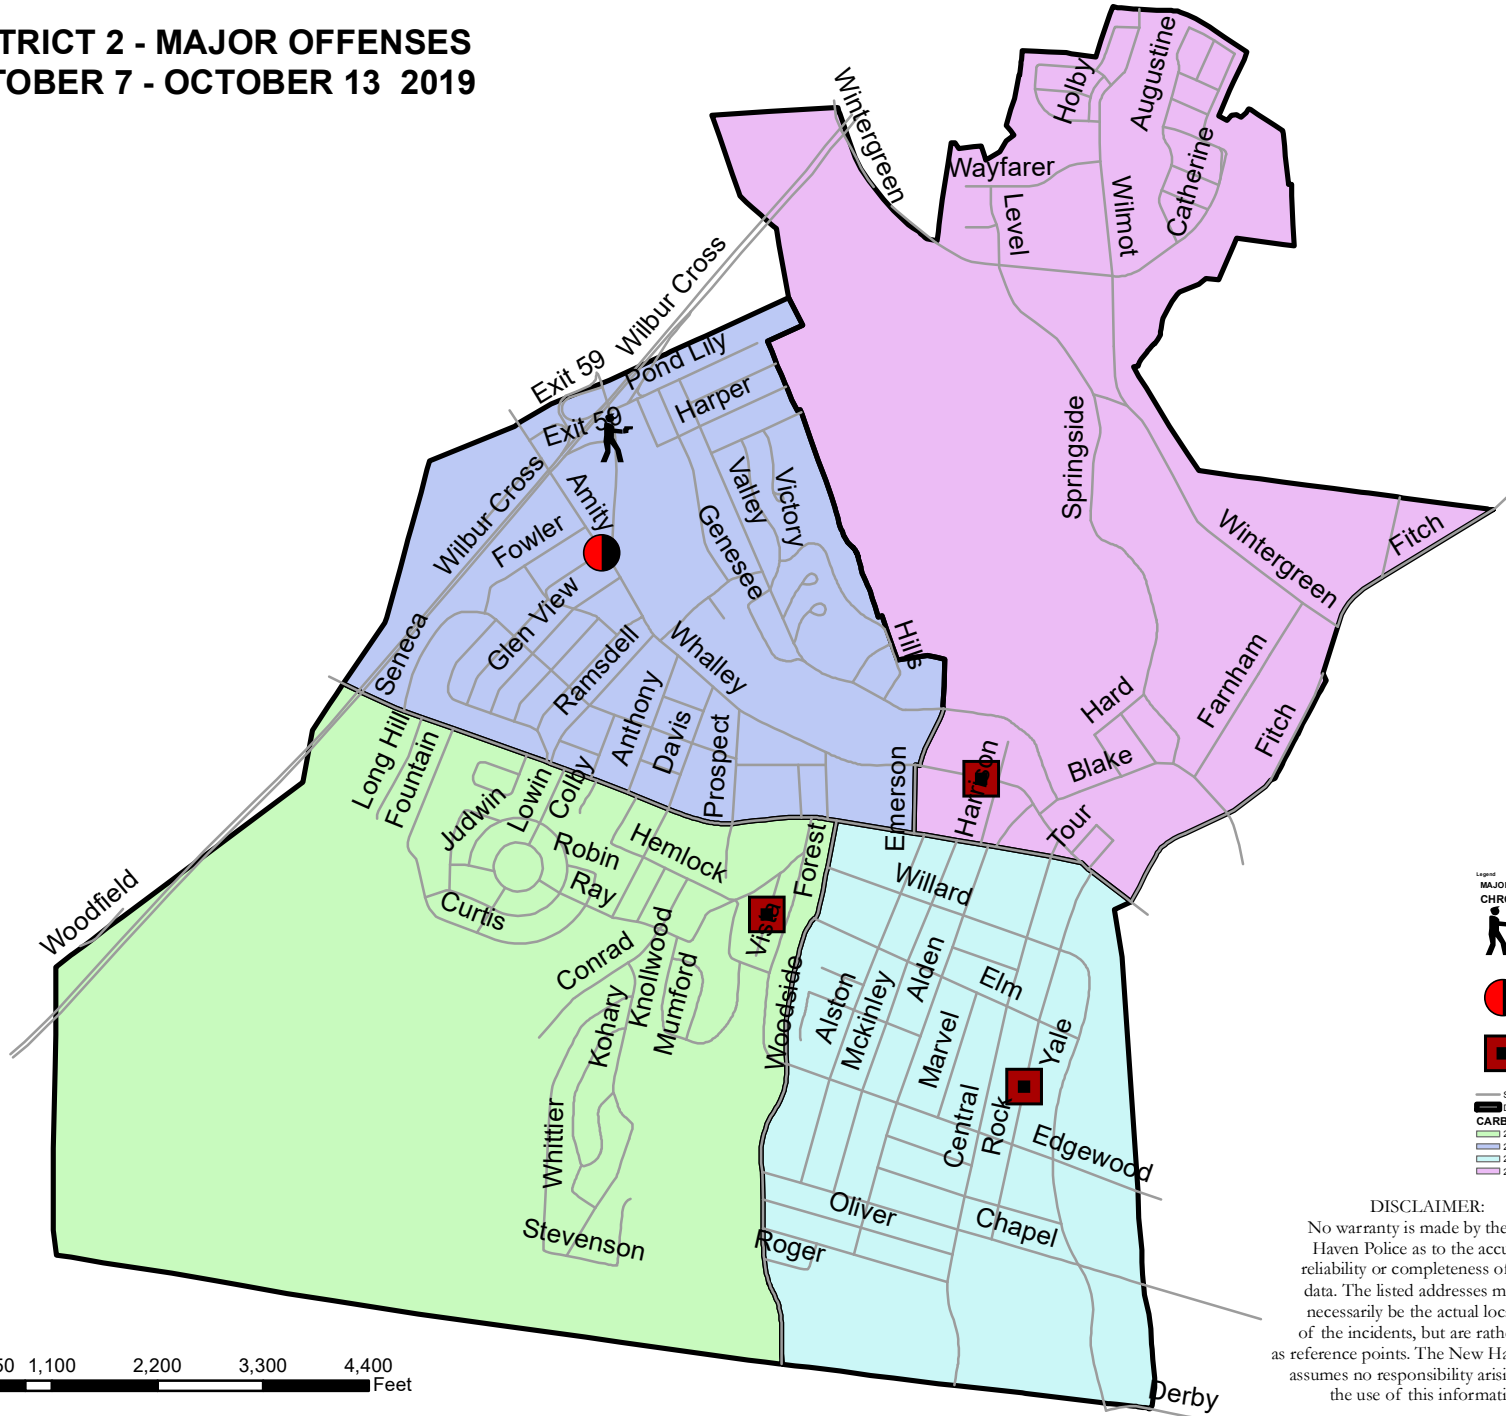 TRICT 2 - MAJOR OFFENSES
TOBER 7 - OCTOBER 13 2019
Wintergreen
Holby
Augustine
Catherine
Wayfarer
Level
Wilmot
Wilbur Cross
Exit 59
Pond Lily
Harper
Exit 59
Wilbur Cross
Amity
Fowler
Valley
Victory
Genesee
Springside
Wintergreen
Fitch
Glen View
Seneca
Ramsdell
Whalley
Hills
Anthony
Davis
Prospect
Hard
Farnham
Fitch
Blake
Long Hill
Fountain
Judwin
Lowin
Colby
Emerson
Harrison
Tour
Robin
Hemlock
Ray
Forest
Willard
Woodfield
Curtis
Vista
Conrad
Knollwood
Mumford
Kohary
Woodside
Alston
Mckinley
Alden
Elm
Marvel
Yale
Central
Rock
Edgewood
Whittier
Stevenson
Oliver
Roger
Chapel
Derby
Legend
MAJO
CHRO
CARB
DISCLAIMER:
No warranty is made by the
Haven Police as to the accu
reliability or completeness of
data. The listed addresses m
necessarily be the actual loc
of the incidents, but are rath
as reference points. The New Ha
assumes no responsibility arisi
the use of this informati
50 1,100 2,200 3,300 4,400
Feet